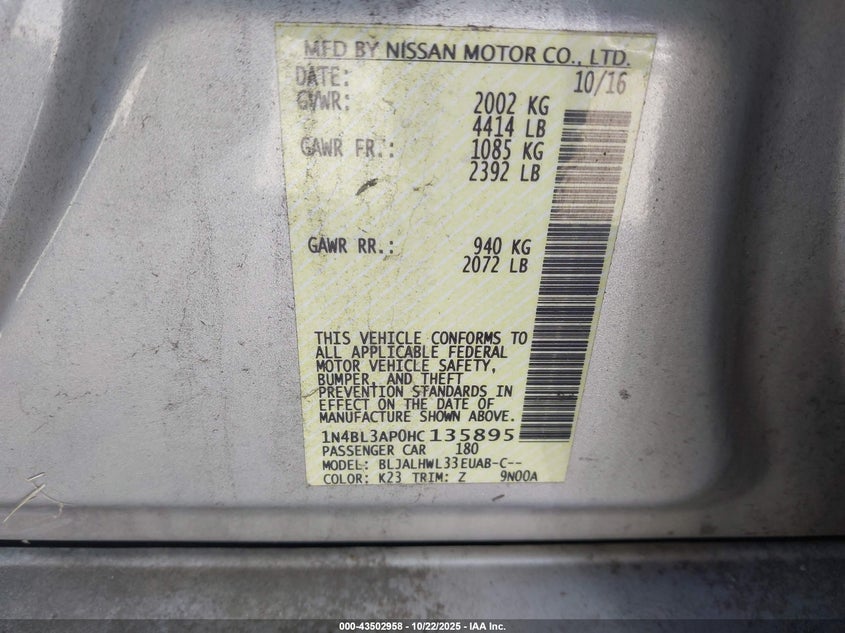 MFD BY NISSAN MOTOR CO., LTD.
DATE: 10/16
GVWR: 2002 KG
4414 LB
GAWR FR.: 1085 KG
2392 LB
GAWR RR.: 940 KG
2072 LB
THIS VEHICLE CONFORMS TO
ALL APPLICABLE FEDERAL
MOTOR VEHICLE SAFETY,
BUMPER, AND THEFT
PREVENTION STANDARDS IN
EFFECT ON THE DATE OF
MANUFACTURE SHOWN ABOVE.
1N4BL3AP0HC135895
PASSENGER CAR 180
MODEL: BLJALHWL33EUAB-C--
COLOR: K23 TRIM: Z 9N00A
000-43502958 - 10/22/2025 - IAA Inc.